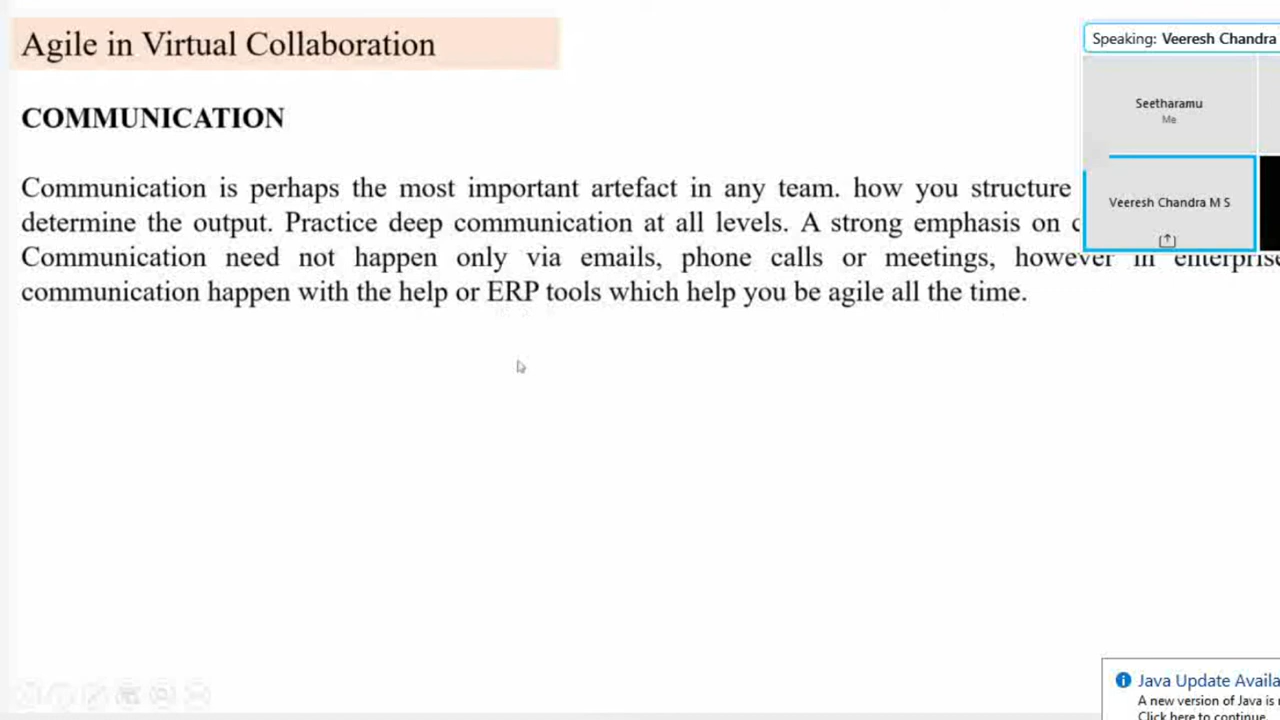 Agile in Virtual Collaboration
COMMUNICATION
Communication is perhaps the most important artefact in any team. how you structure
determine the output. Practice deep communication at all levels. A strong emphasis on
Communication need not happen only via emails, phone calls or meetings, however in enterprise
communication happen with the help or ERP tools which help you be agile all the time.
Speaking: Veeresh Chandra
Seetharamu
Me
Veeresh Chandra M S
Java Update Availa
A new version of Java is
Click here to continue.